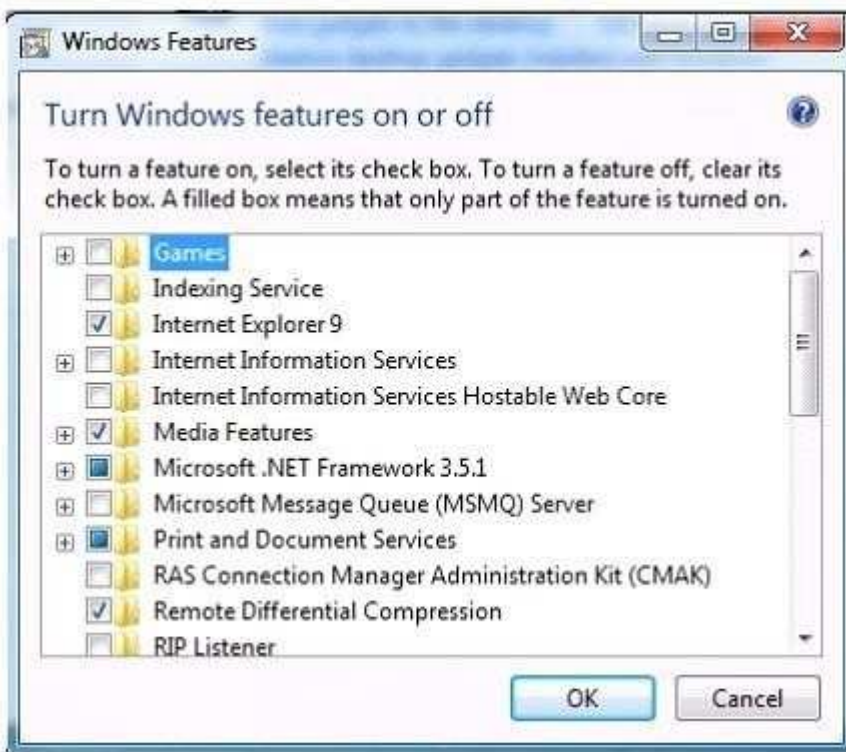 Windows Features
Turn Windows features on or off
To turn a feature on, select its check box. To turn a feature off, clear its
check box. A filled box means that only part of the feature is turned on.
Games
Indexing Service
Internet Explorer 9
Internet Information Services
Internet Information Services Hostable Web Core
Media Features
Microsoft .NET Framework 3.5.1
Microsoft Message Queue (MSMQ) Server
Print and Document Services
RAS Connection Manager Administration Kit (CMAK)
Remote Differential Compression
RIP Listener
OK Cancel